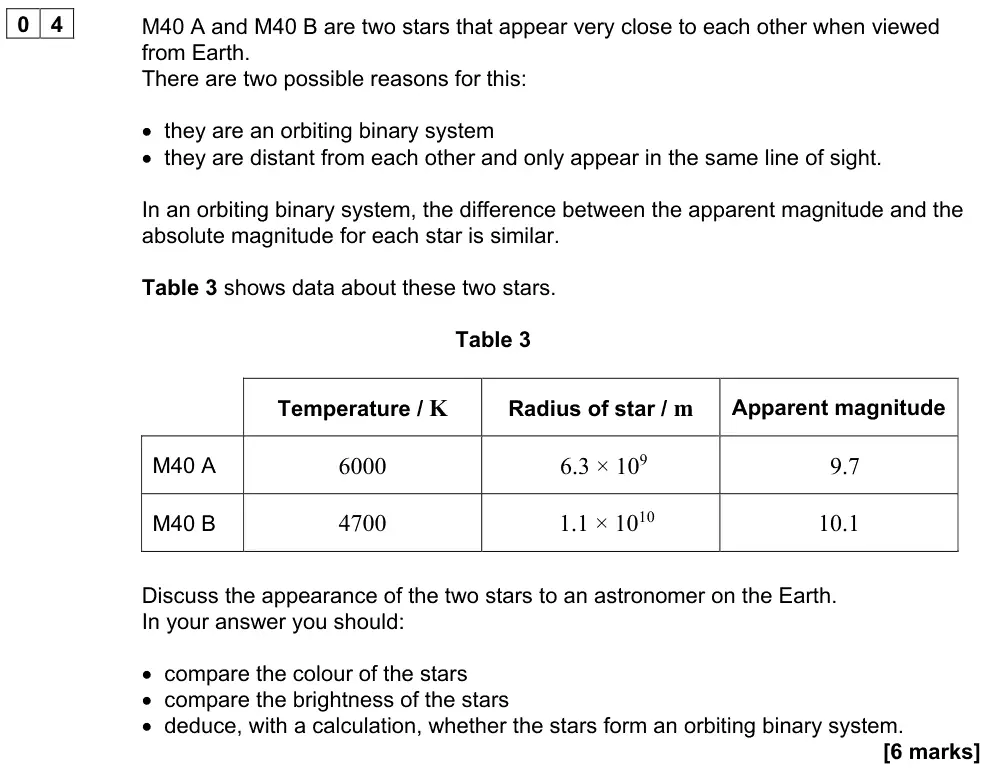 0 4
M40 A and M40 B are two stars that appear very close to each other when viewed
from Earth.
There are two possible reasons for this:
• they are an orbiting binary system
• they are distant from each other and only appear in the same line of sight.
In an orbiting binary system, the difference between the apparent magnitude and the
absolute magnitude for each star is similar.
Table 3 shows data about these two stars.
Table 3
Temperature / K Radius of star / m Apparent magnitude
M40 A 6000 6.3 × 10⁹ 9.7
M40 B 4700 1.1 × 10¹⁰ 10.1
Discuss the appearance of the two stars to an astronomer on the Earth.
In your answer you should:
• compare the colour of the stars
• compare the brightness of the stars
• deduce, with a calculation, whether the stars form an orbiting binary system.
[6 marks]